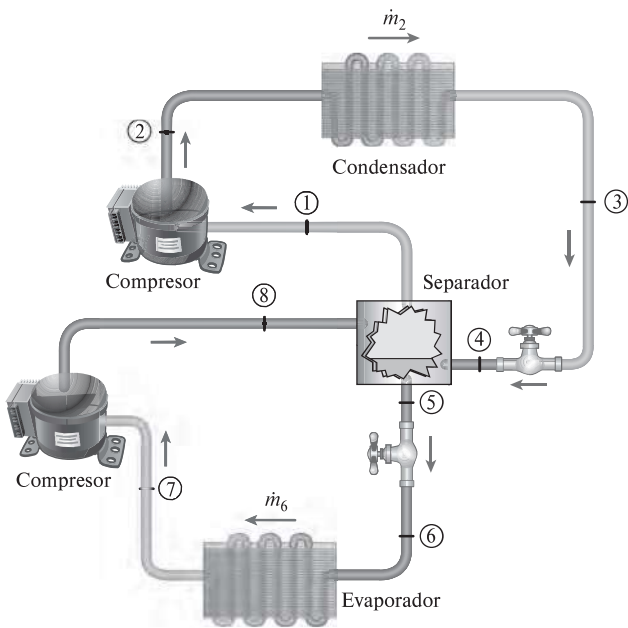 ṁ2
②
Condensador
①
③
Compresor
Separador
⑧
④
⑤
Compresor
⑦
ṁ6
⑥
Evaporador